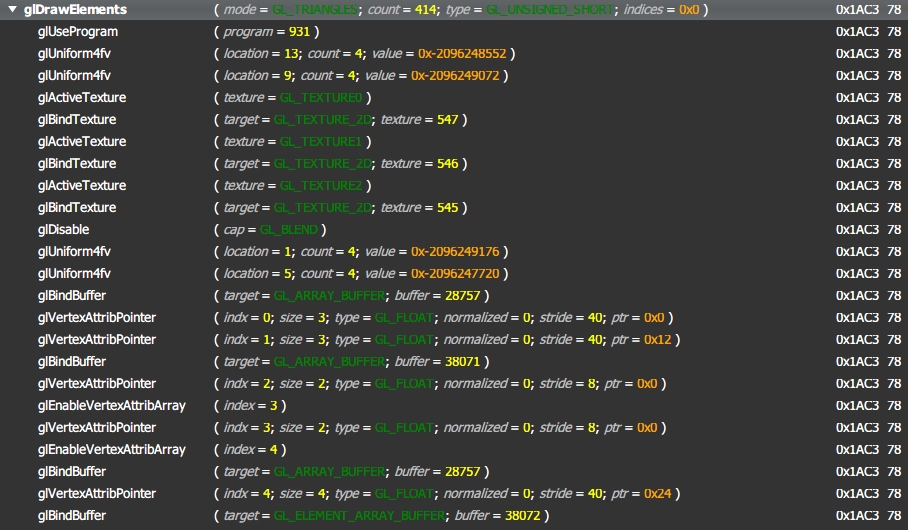 ▼ glDrawElements ( mode = GL_TRIANGLES; count = 414; type = GL_UNSIGNED_SHORT; indices = 0x0 ) 0x1AC3 78
glUseProgram ( program = 931 ) 0x1AC3 78
glUniform4fv ( location = 13; count = 4; value = 0x-2096248552 0x1AC3 78
glUniform4fv ( location = 9; count = 4; value = 0x-2096249072 ) 0x1AC3 78
glActiveTexture ( texture = GL_TEXTURE0 ) 0x1AC3 78
glBindTexture ( target = GL_TEXTURE_2D; texture = 547 ) 0x1AC3 78
glActiveTexture ( texture = GL_TEXTURE1 ) 0x1AC3 78
glBindTexture ( target = GL_TEXTURE_2D; texture = 546 ) 0x1AC3 78
glActiveTexture ( texture = GL_TEXTURE2 ) 0x1AC3 78
glBindTexture ( target = GL_TEXTURE_2D; texture = 545 ) 0x1AC3 78
glDisable ( cap = GL_BLEND ) 0x1AC3 78
glUniform4fv ( location = 1; count = 4; value = 0x-2096249176 ) 0x1AC3 78
glUniform4fv ( location = 5; count = 4; value = 0x-2096247720 ) 0x1AC3 78
glBindBuffer ( target = GL_ARRAY_BUFFER; buffer = 28757 ) 0x1AC3 78
glVertexAttribPointer ( indx = 0; size = 3; type = GL_FLOAT; normalized = 0; stride = 40; ptr = 0x0 ) 0x1AC3 78
glVertexAttribPointer ( indx = 1; size = 3; type = GL_FLOAT; normalized = 0; stride = 40; ptr = 0x12 ) 0x1AC3 78
glBindBuffer ( target = GL_ARRAY_BUFFER; buffer = 38071 ) 0x1AC3 78
glVertexAttribPointer ( indx = 2; size = 2; type = GL_FLOAT; normalized = 0; stride = 8; ptr = 0x0 ) 0x1AC3 78
glEnableVertexAttribArray ( index = 3 ) 0x1AC3 78
glVertexAttribPointer ( indx = 3; size = 2; type = GL_FLOAT; normalized = 0; stride = 8; ptr = 0x0 ) 0x1AC3 78
glEnableVertexAttribArray ( index = 4 ) 0x1AC3 78
glBindBuffer ( target = GL_ARRAY_BUFFER; buffer = 28757 ) 0x1AC3 78
glVertexAttribPointer ( indx = 4; size = 4; type = GL_FLOAT; normalized = 0; stride = 40; ptr = 0x24 ) 0x1AC3 78
glBindBuffer ( target = GL_ELEMENT_ARRAY_BUFFER; buffer = 38072 ) 0x1AC3 78